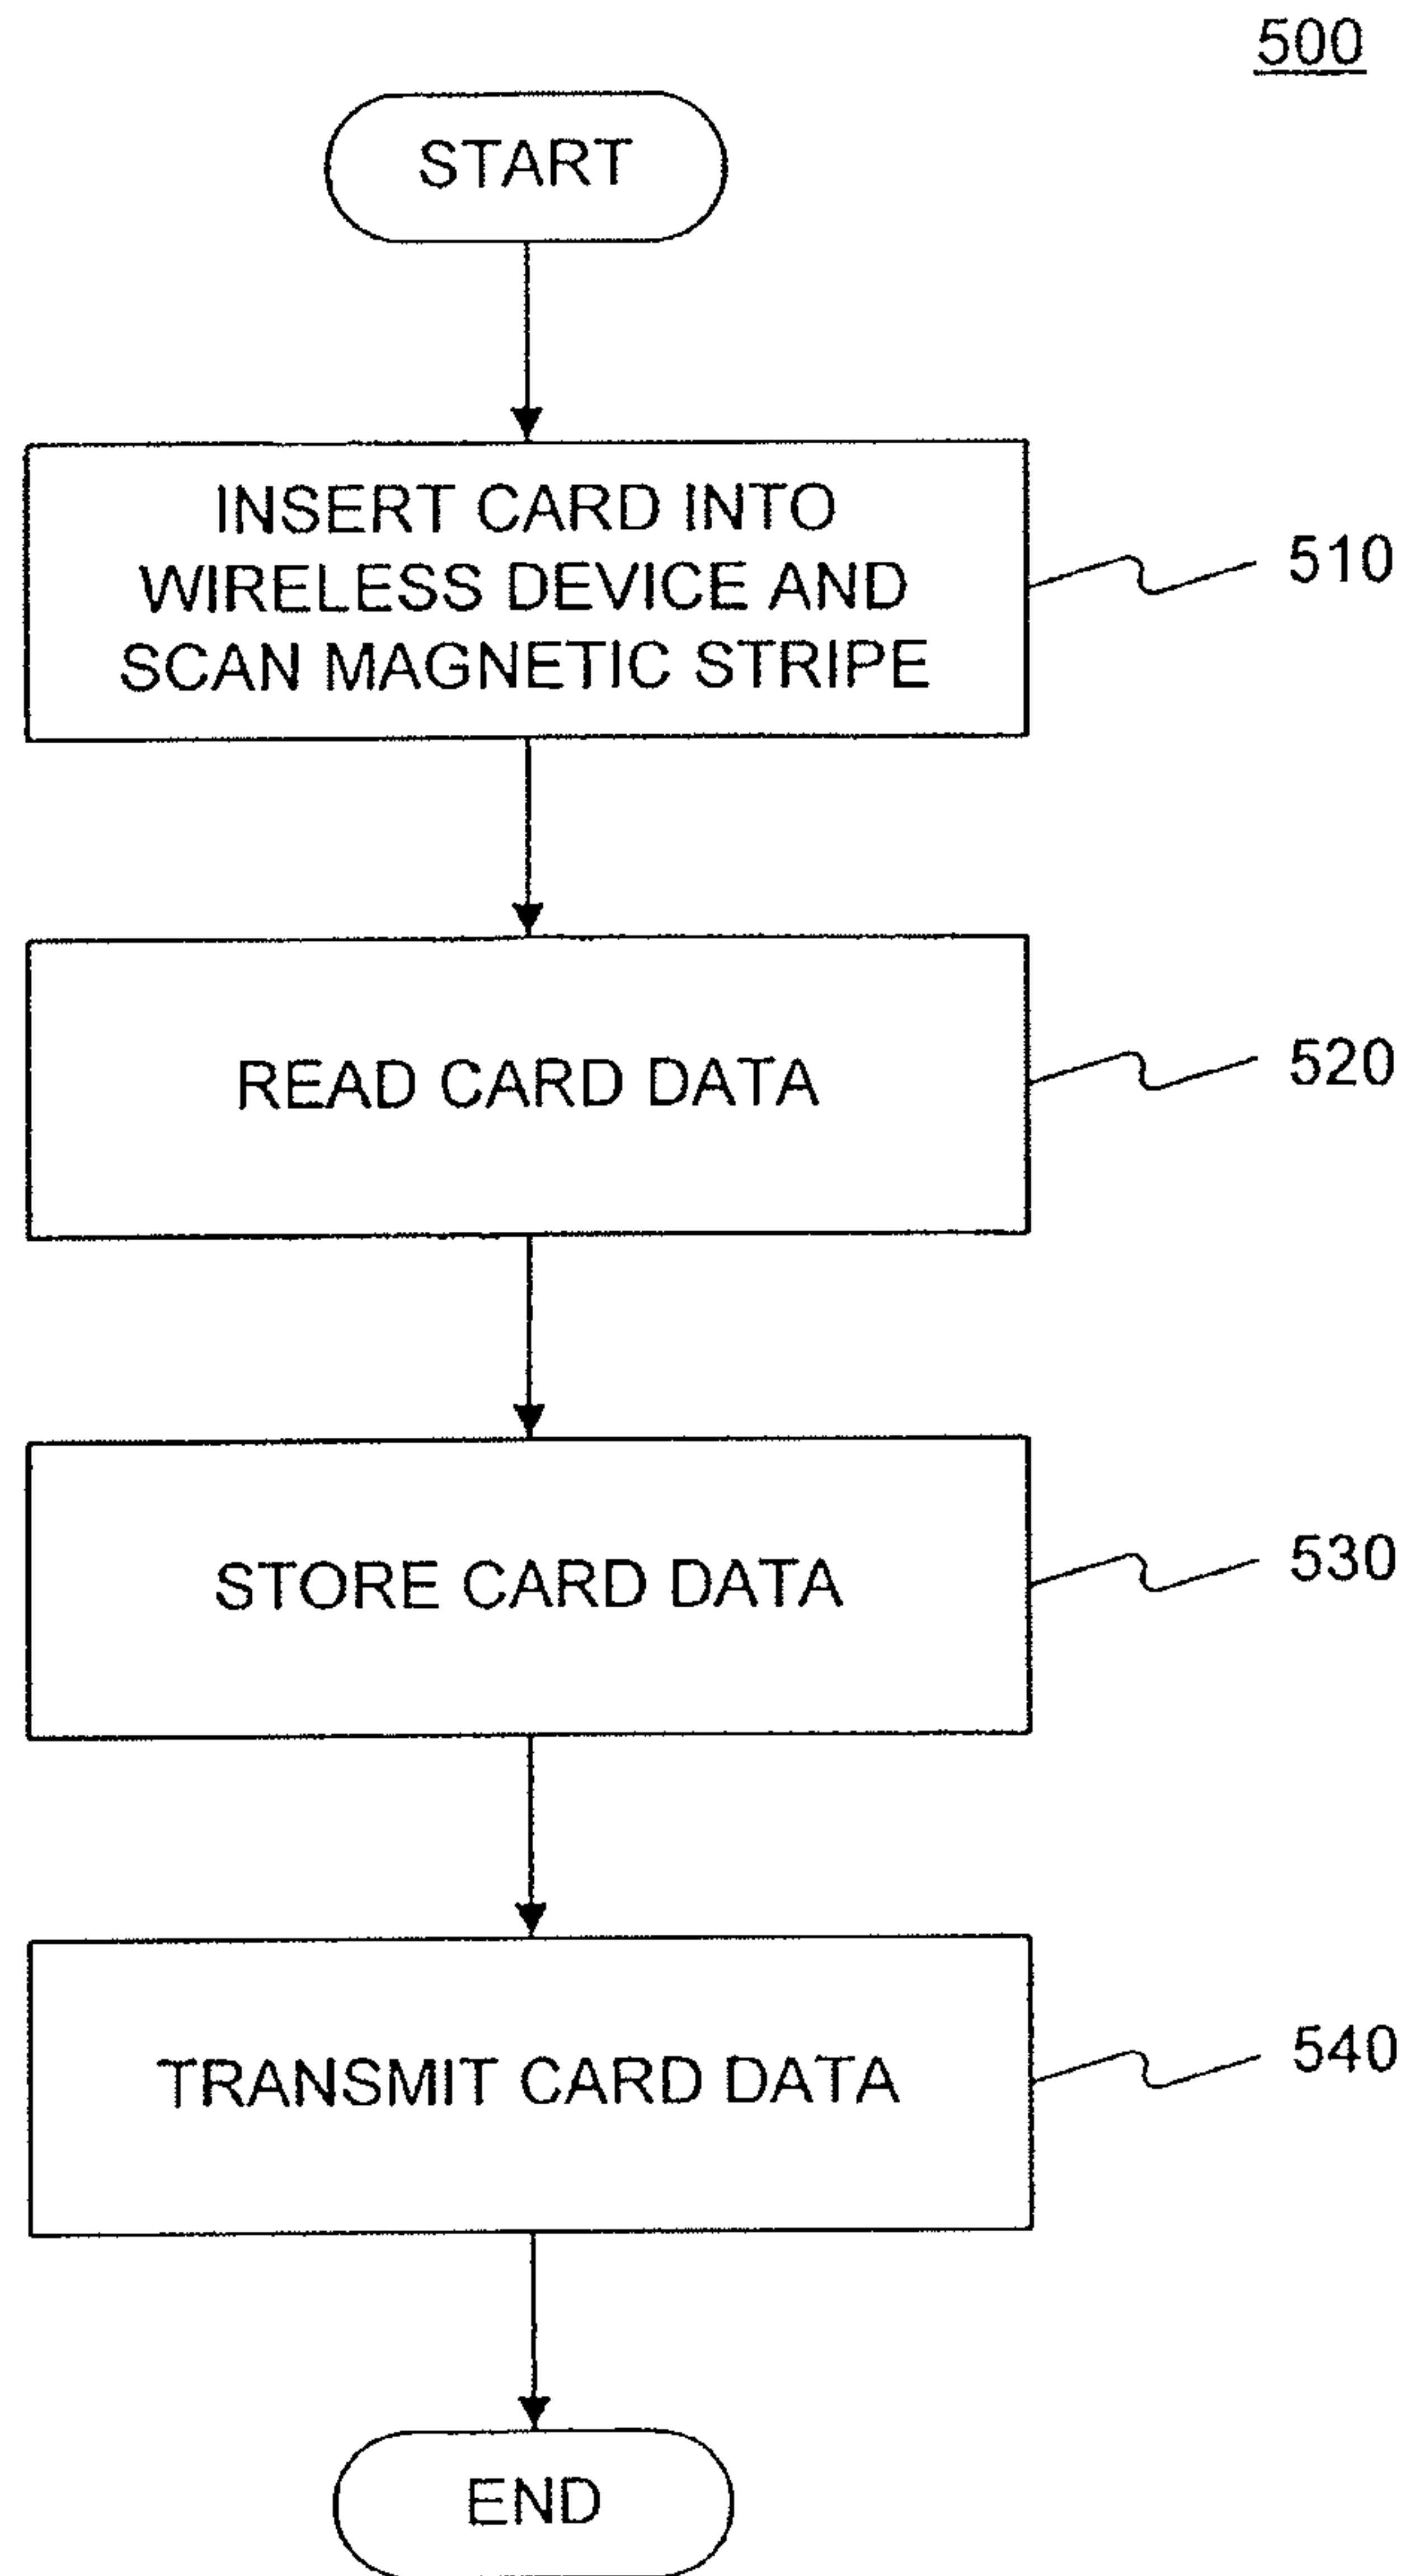 500
START
INSERT CARD INTO
WIRELESS DEVICE AND
SCAN MAGNETIC STRIPE
510
READ CARD DATA
520
STORE CARD DATA
530
TRANSMIT CARD DATA
540
END